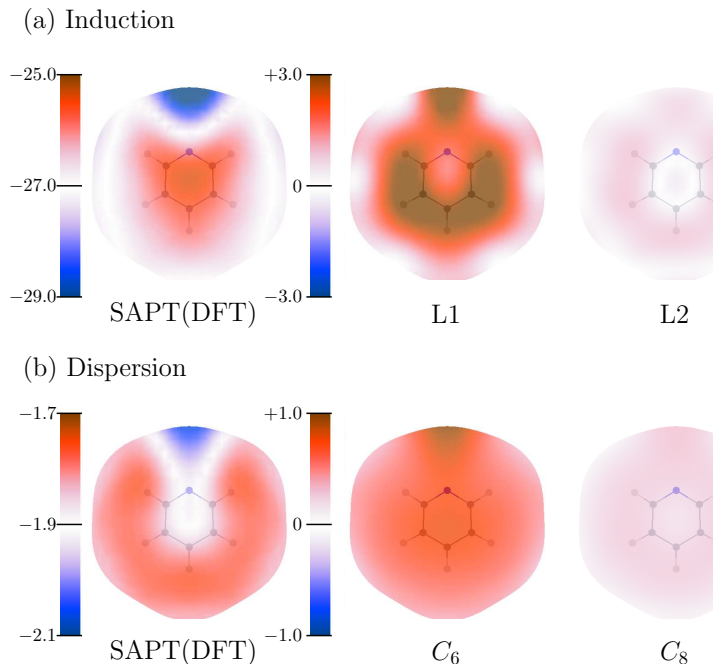 (a) Induction
−25.0
−27.0
−29.0
SAPT(DFT)
+3.0
0
−3.0
L1
L2
(b) Dispersion
−1.7
−1.9
−2.1
SAPT(DFT)
+1.0
0
−1.0
C₆
C₈